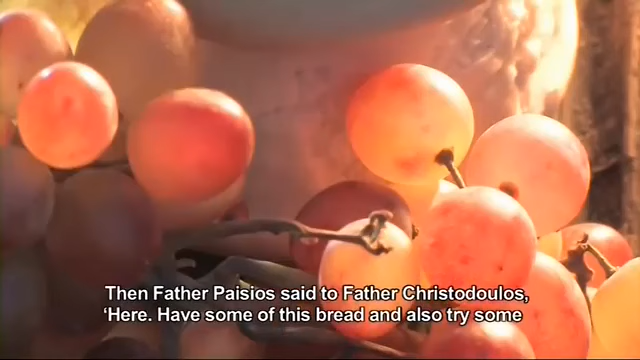 Then Father Paisios said to Father Christodoulos,
‘Here. Have some of this bread and also try some